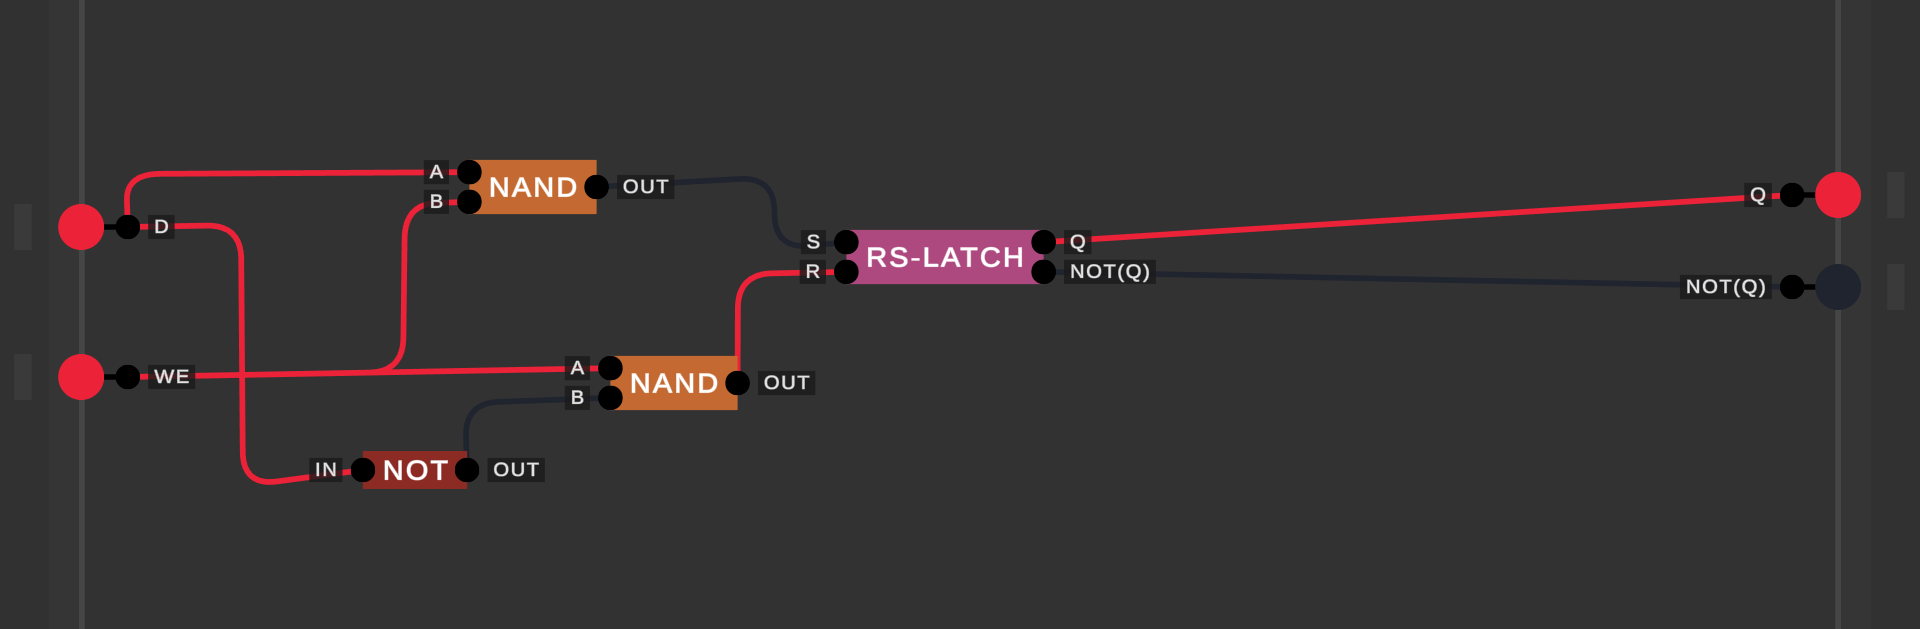 A
NAND
B
OUT
D
S
RS-LATCH
R
Q
NOT(Q)
Q
NOT(Q)
WE
A
NAND
B
OUT
IN
NOT
OUT